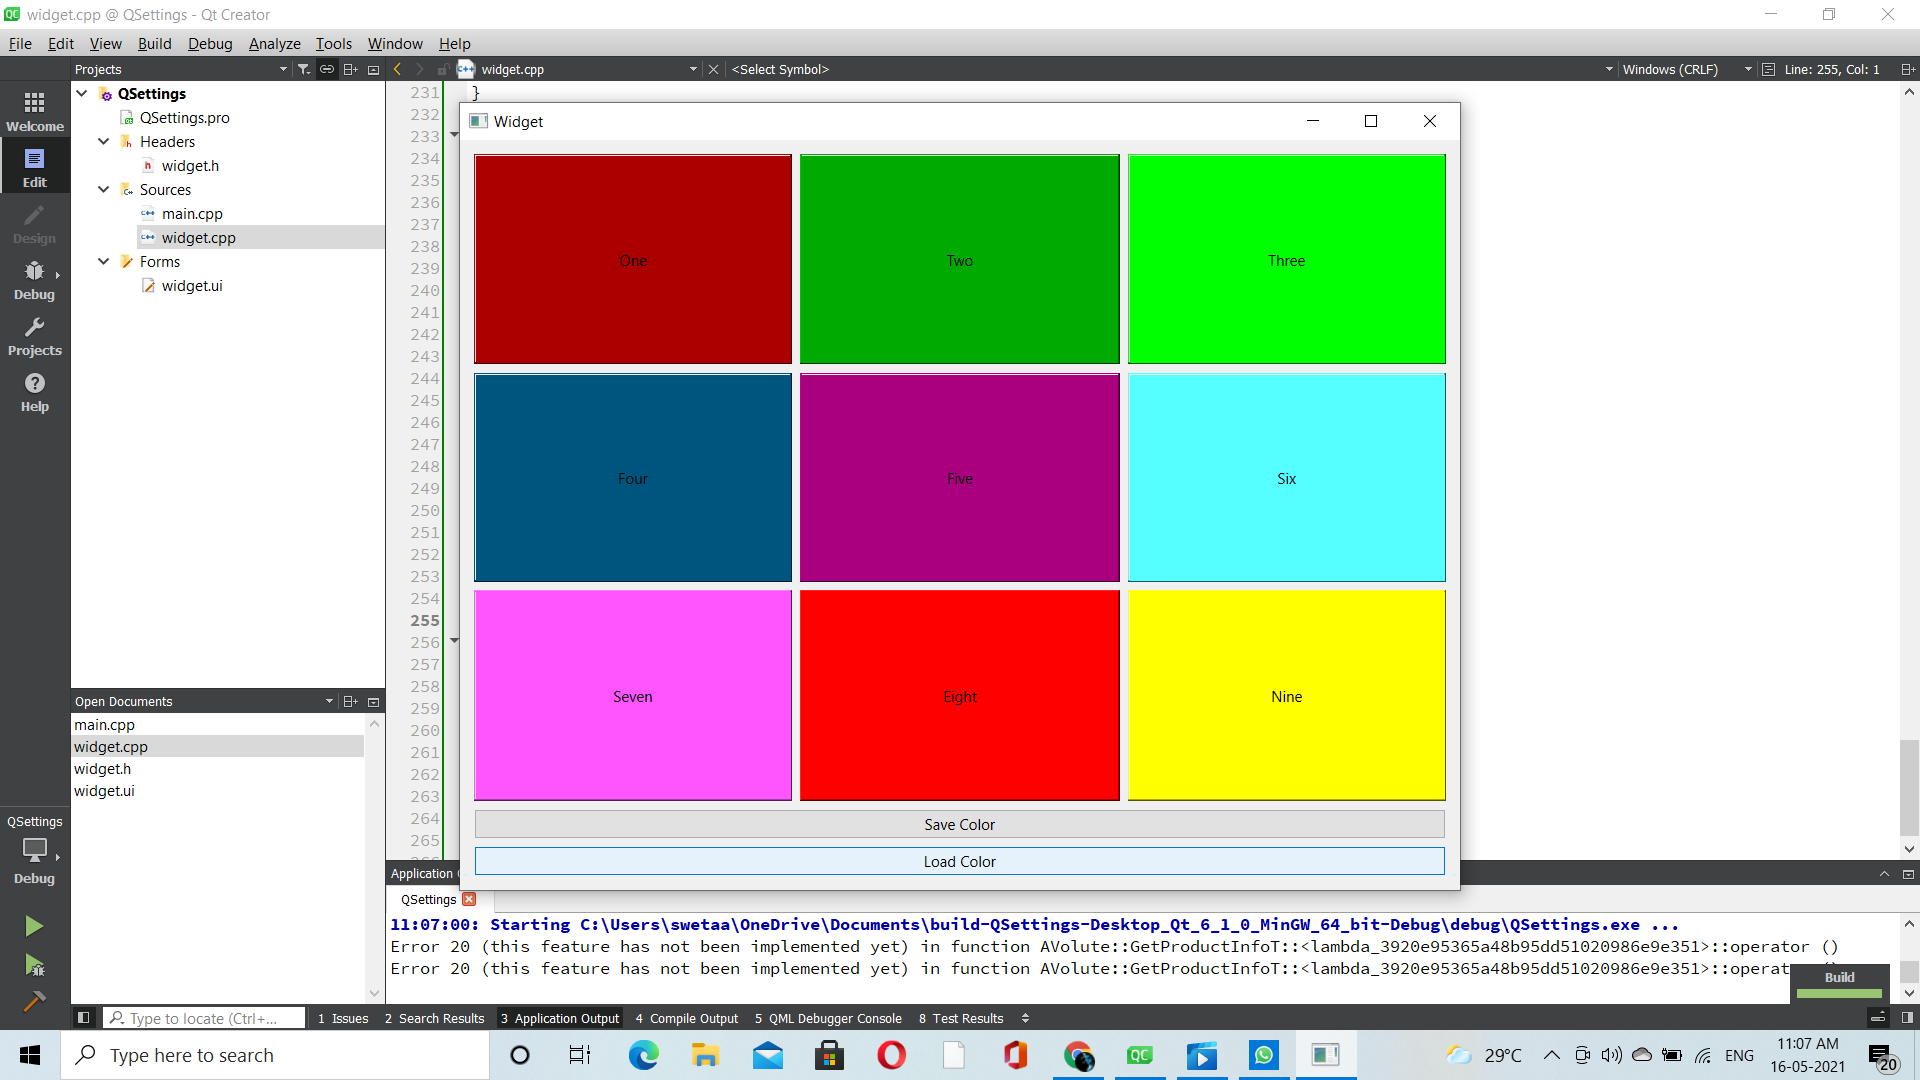 widget.cpp @ QSettings - Qt Creator
File Edit View Build Debug Analyze Tools Window Help
Projects
widget.cpp
<Select Symbol>
Windows (CRLF)
Line: 255, Col: 1
Welcome
Edit
Design
Debug
Projects
Help
QSettings
QSettings.pro
Headers
widget.h
Sources
main.cpp
widget.cpp
Forms
widget.ui
Open Documents
main.cpp
widget.cpp
widget.h
widget.ui
QSettings
Debug
231 }
232
233
234
235
236
237
238
239
240
241
242
243
244
245
246
247
248
249
250
251
252
253
254
255
256
257
258
259
260
261
262
263
264
265
Widget
One Two Three
Four Five Six
Seven Eight Nine
Save Color
Load Color
Application
QSettings
11:07:00: Starting C:\Users\swetaa\OneDrive\Documents\build-QSettings-Desktop_Qt_6_1_0_MinGW_64_bit-Debug\debug\QSettings.exe ...
Error 20 (this feature has not been implemented yet) in function AVolute::GetProductInfoT::<lambda_3920e95365a48b95dd51020986e9e351>::operator ()
Error 20 (this feature has not been implemented yet) in function AVolute::GetProductInfoT::<lambda_3920e95365a48b95dd51020986e9e351>::operat
Build
Type to locate (Ctrl+...
1 Issues 2 Search Results 3 Application Output 4 Compile Output 5 QML Debugger Console 8 Test Results
Type here to search
29°C
ENG
11:07 AM
16-05-2021
20